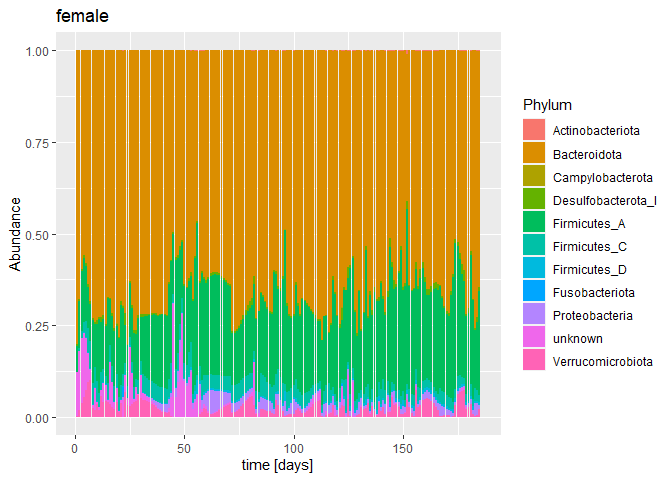 female
1.00
0.75
0.50
0.25
0.00
Abundance
0
50
100
150
time [days]
Phylum
Actinobacteriota
Bacteroidota
Campylobacterota
Desulfobacterota_I
Firmicutes_A
Firmicutes_C
Firmicutes_D
Fusobacteriota
Proteobacteria
unknown
Verrucomicrobiota